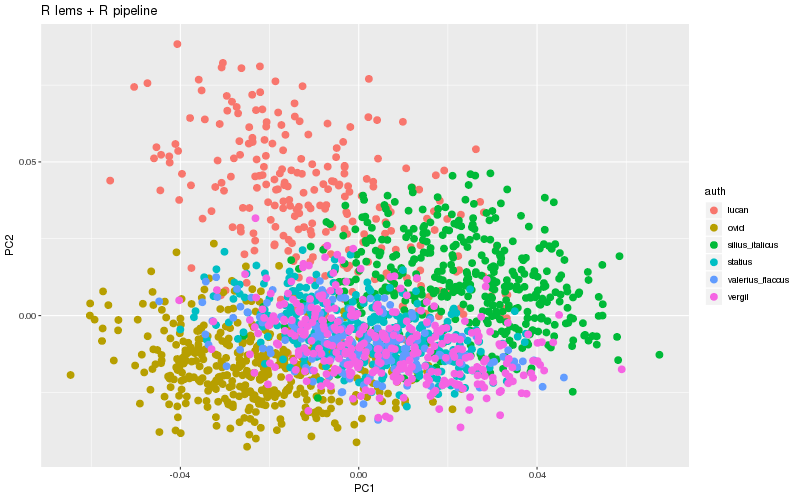 R lems + R pipeline
auth
lucan
ovid
silius_italicus
statius
valerius_flaccus
vergil
PC2
0.05
0.00
-0.04
0.00
0.04
PC1